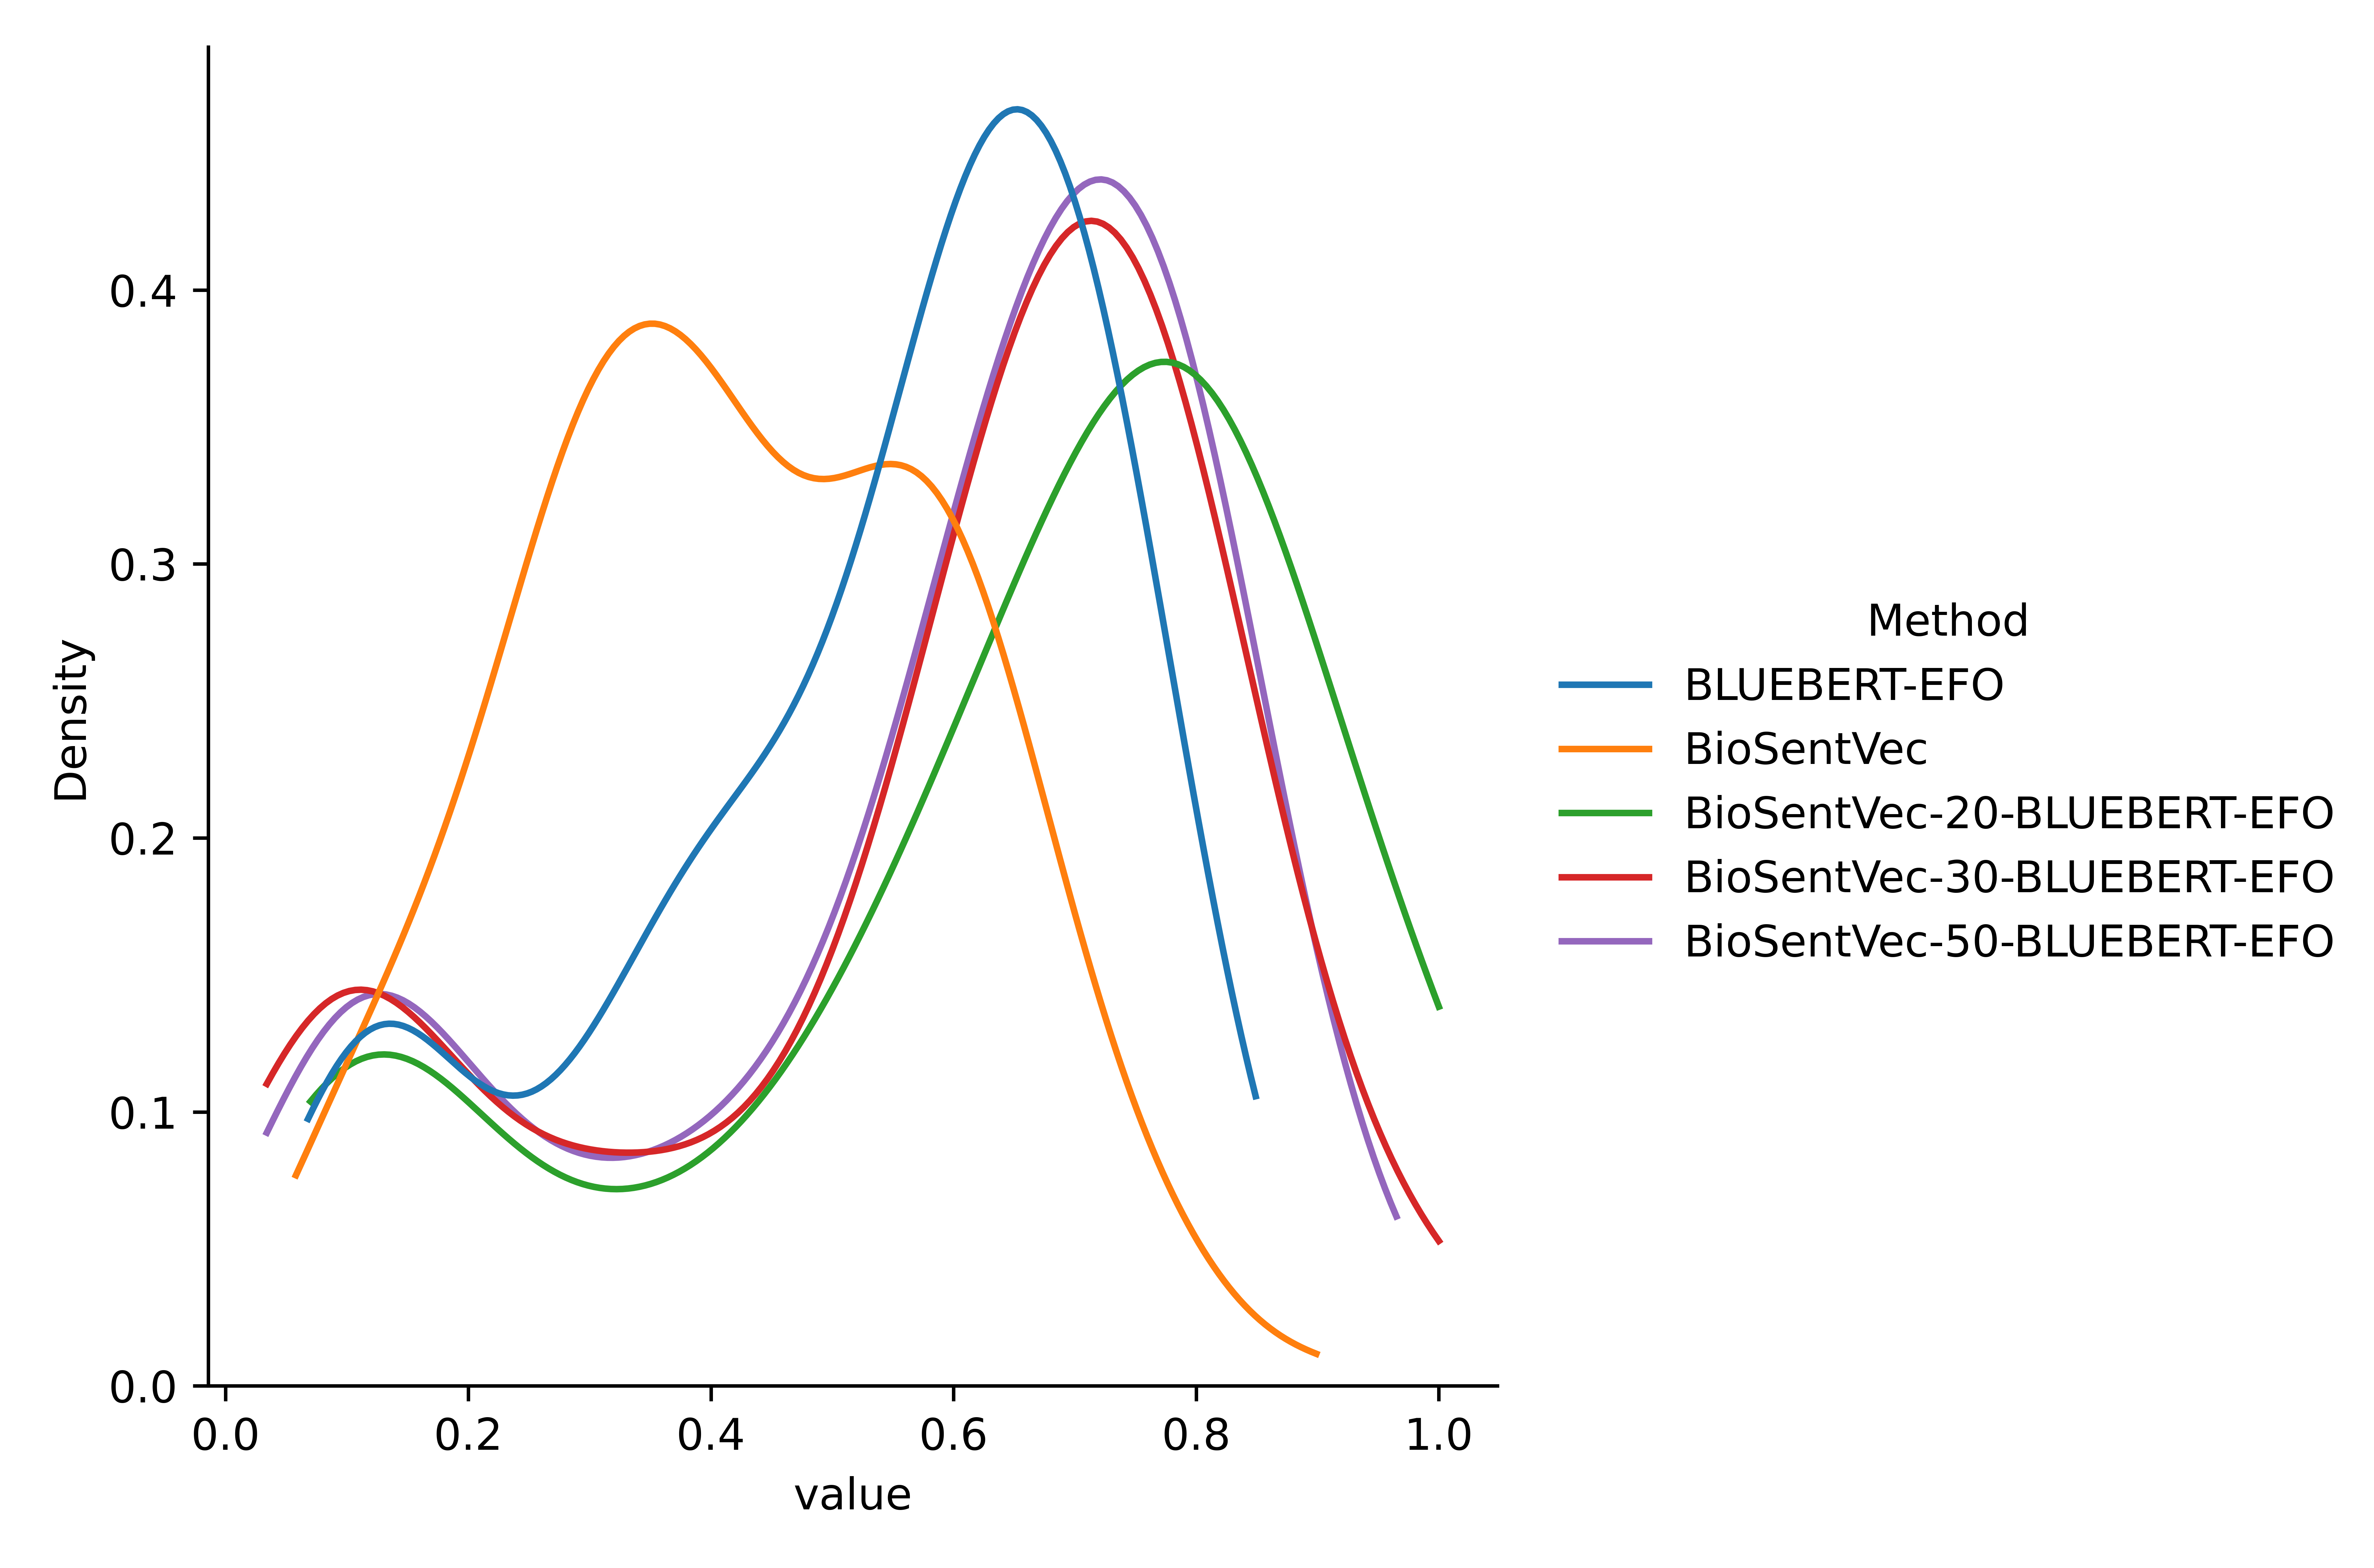 Density
0.4
0.3
0.2
0.1
0.0
0.0 0.2 0.4 0.6 0.8 1.0
value
Method
BLUEBERT-EFO
BioSentVec
BioSentVec-20-BLUEBERT-EFO
BioSentVec-30-BLUEBERT-EFO
BioSentVec-50-BLUEBERT-EFO